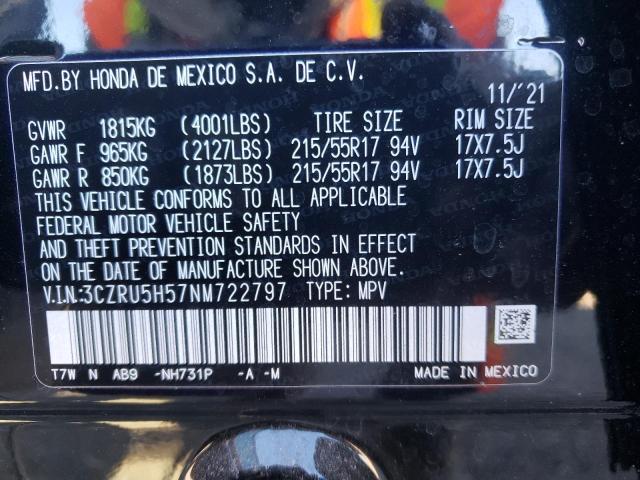 MFD.BY HONDA DE MEXICO S.A. DE C.V.
11/'21
GVWR 1815KG (4001LBS) TIRE SIZE RIM SIZE
GAWR F 965KG (2127LBS) 215/55R17 94V 17X7.5J
GAWR R 850KG (1873LBS) 215/55R17 94V 17X7.5J
THIS VEHICLE CONFORMS TO ALL APPLICABLE
FEDERAL MOTOR VEHICLE SAFETY
AND THEFT PREVENTION STANDARDS IN EFFECT
ON THE DATE OF MANUFACTURE SHOWN ABOVE.
V.I.N:3CZRU5H57NM722797 TYPE: MPV
T7W N AB9 -NH731P -A -M MADE IN MEXICO